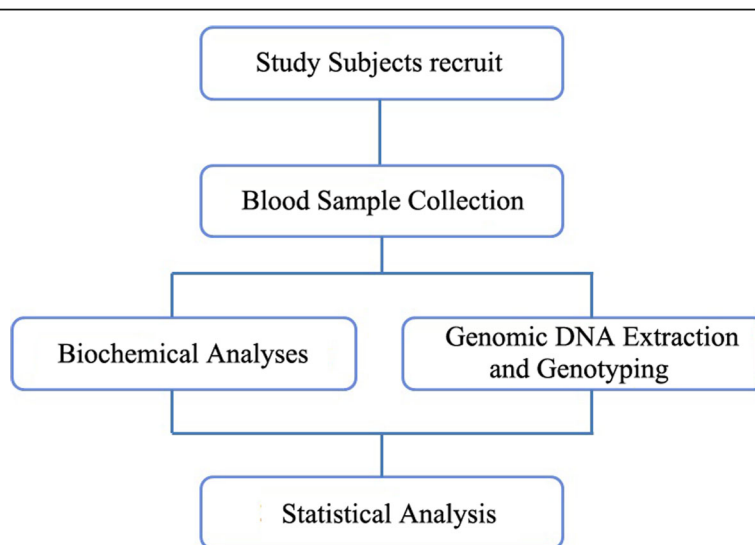 Study Subjects recruit
Blood Sample Collection
Biochemical Analyses
Genomic DNA Extraction
and Genotyping
Statistical Analysis